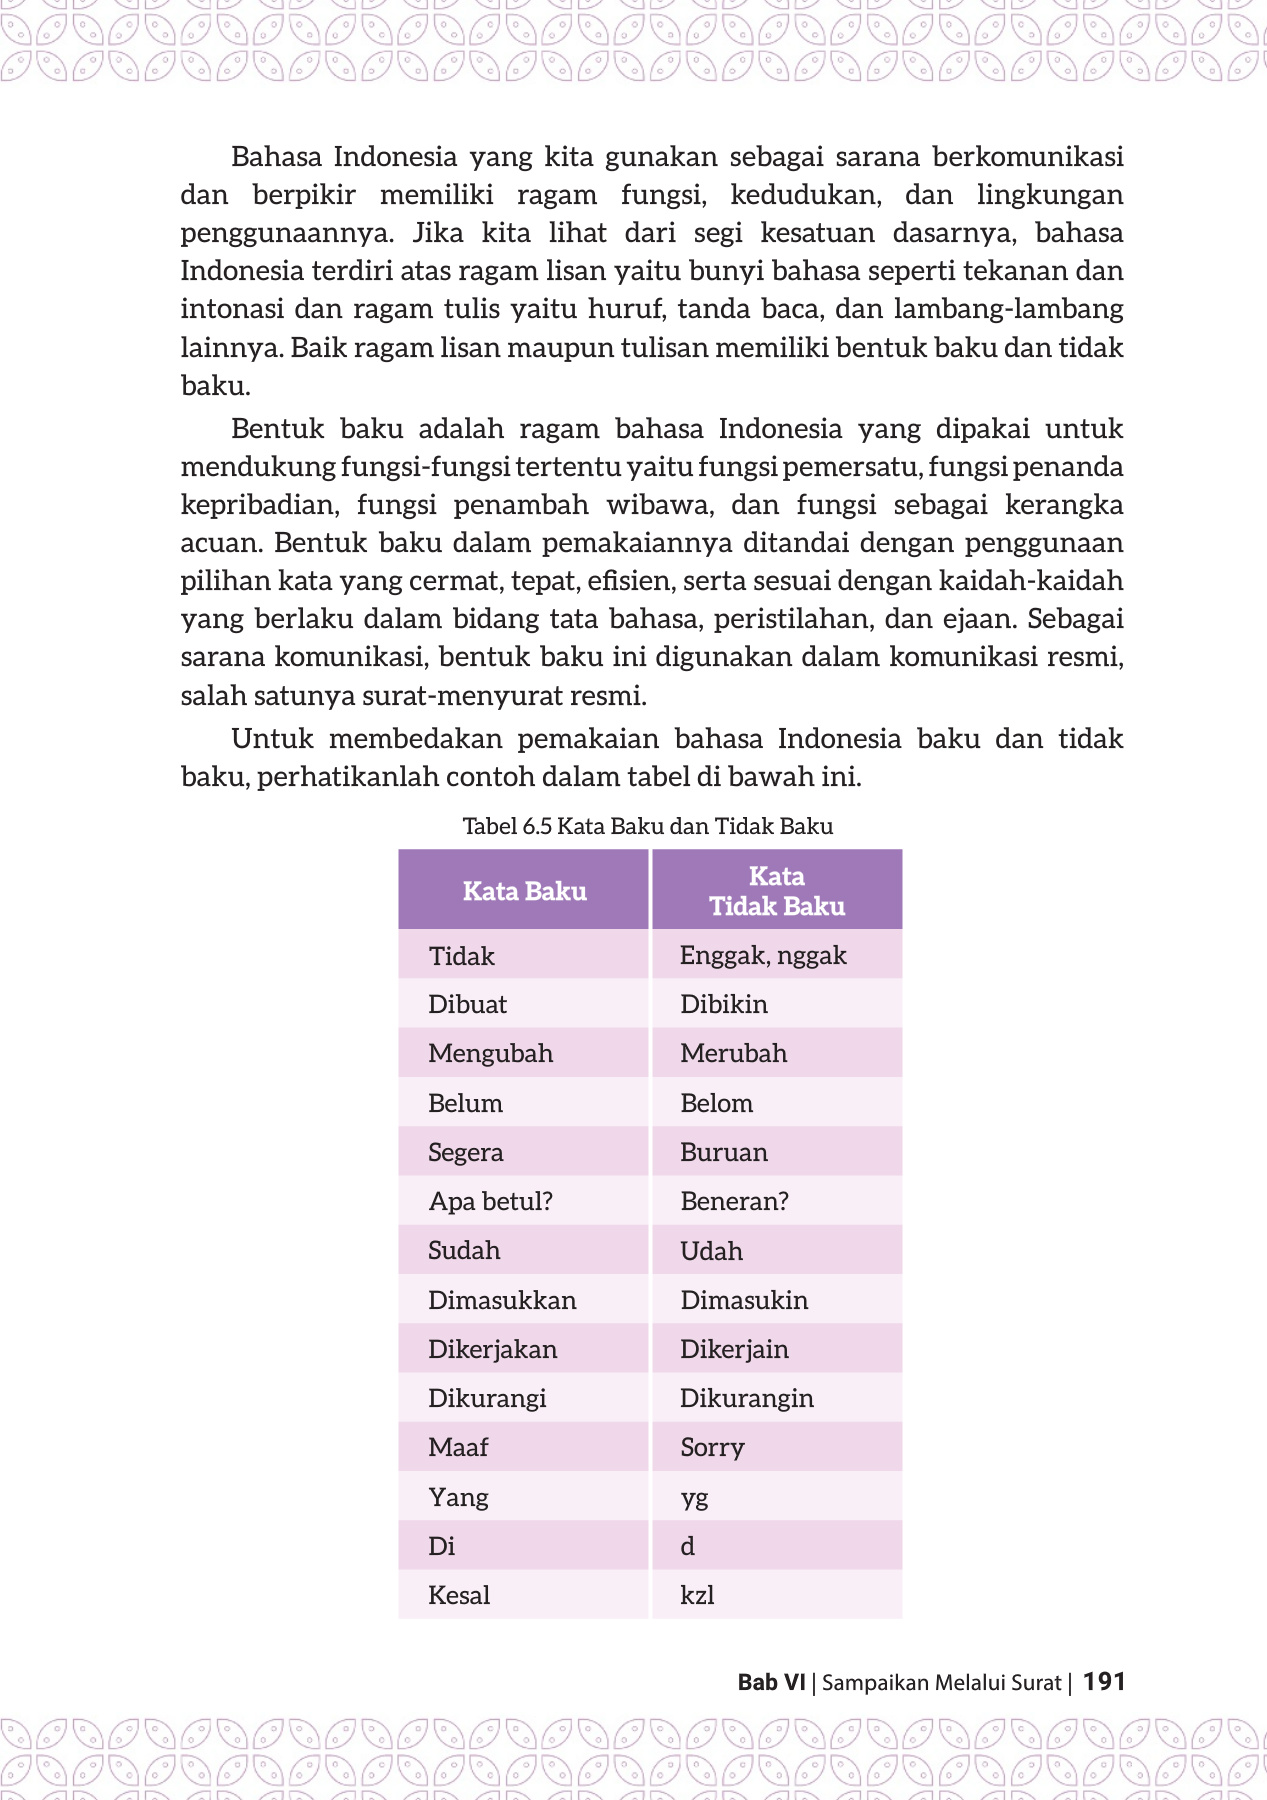 Bahasa Indonesia yang kita gunakan sebagai sarana berkomunikasi
dan berpikir memiliki ragam fungsi, kedudukan, dan lingkungan
penggunaannya. Jika kita lihat dari segi kesatuan dasarnya, bahasa
Indonesia terdiri atas ragam lisan yaitu bunyi bahasa seperti tekanan dan
intonasi dan ragam tulis yaitu huruf, tanda baca, dan lambang-lambang
lainnya. Baik ragam lisan maupun tulisan memiliki bentuk baku dan tidak
baku.
Bentuk baku adalah ragam bahasa Indonesia yang dipakai untuk
mendukung fungsi-fungsi tertentu yaitu fungsi pemersatu, fungsi penanda
kepribadian, fungsi penambah wibawa, dan fungsi sebagai kerangka
acuan. Bentuk baku dalam pemakaiannya ditandai dengan penggunaan
pilihan kata yang cermat, tepat, efisien, serta sesuai dengan kaidah-kaidah
yang berlaku dalam bidang tata bahasa, peristilahan, dan ejaan. Sebagai
sarana komunikasi, bentuk baku ini digunakan dalam komunikasi resmi,
salah satunya surat-menyurat resmi.
Untuk membedakan pemakaian bahasa Indonesia baku dan tidak
baku, perhatikanlah contoh dalam tabel di bawah ini.
Tabel 6.5 Kata Baku dan Tidak Baku
Kata Baku
Kata
Tidak Baku
Tidak Enggak, nggak
Dibuat Dibikin
Mengubah Merubah
Belum Belom
Segera Buruan
Apa betul? Beneran?
Sudah Udah
Dimasukkan Dimasukin
Dikerjakan Dikerjain
Dikurangi Dikurangin
Maaf Sorry
Yang yg
Di d
Kesal kzl
Bab VI | Sampaikan Melalui Surat | 191